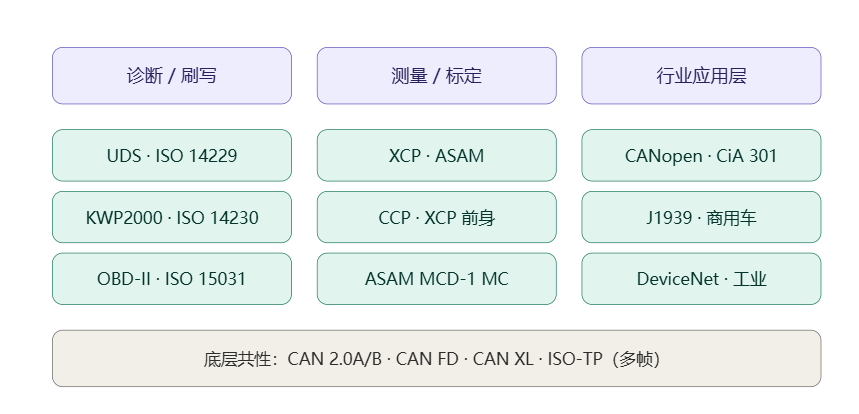 诊断 / 刷写
测量 / 标定
行业应用层
UDS · ISO 14229
XCP · ASAM
CANopen · CiA 301
KWP2000 · ISO 14230
CCP · XCP 前身
J1939 · 商用车
OBD-II · ISO 15031
ASAM MCD-1 MC
DeviceNet · 工业
底层共性：CAN 2.0A/B · CAN FD · CAN XL · ISO-TP（多帧）